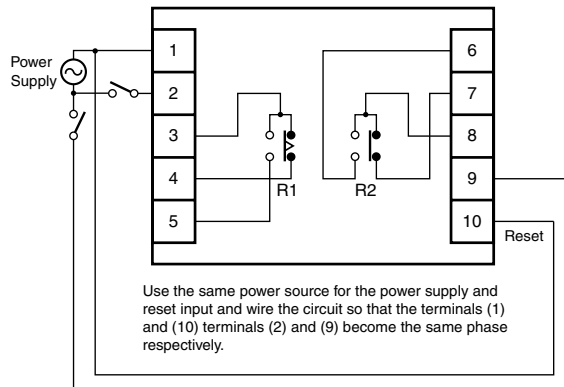 Power
Supply
1
2
3
4
5
R1
R2
6
7
8
9
10
Reset
Use the same power source for the power supply and
reset input and wire the circuit so that the terminals (1)
and (10) terminals (2) and (9) become the same phase
respectively.